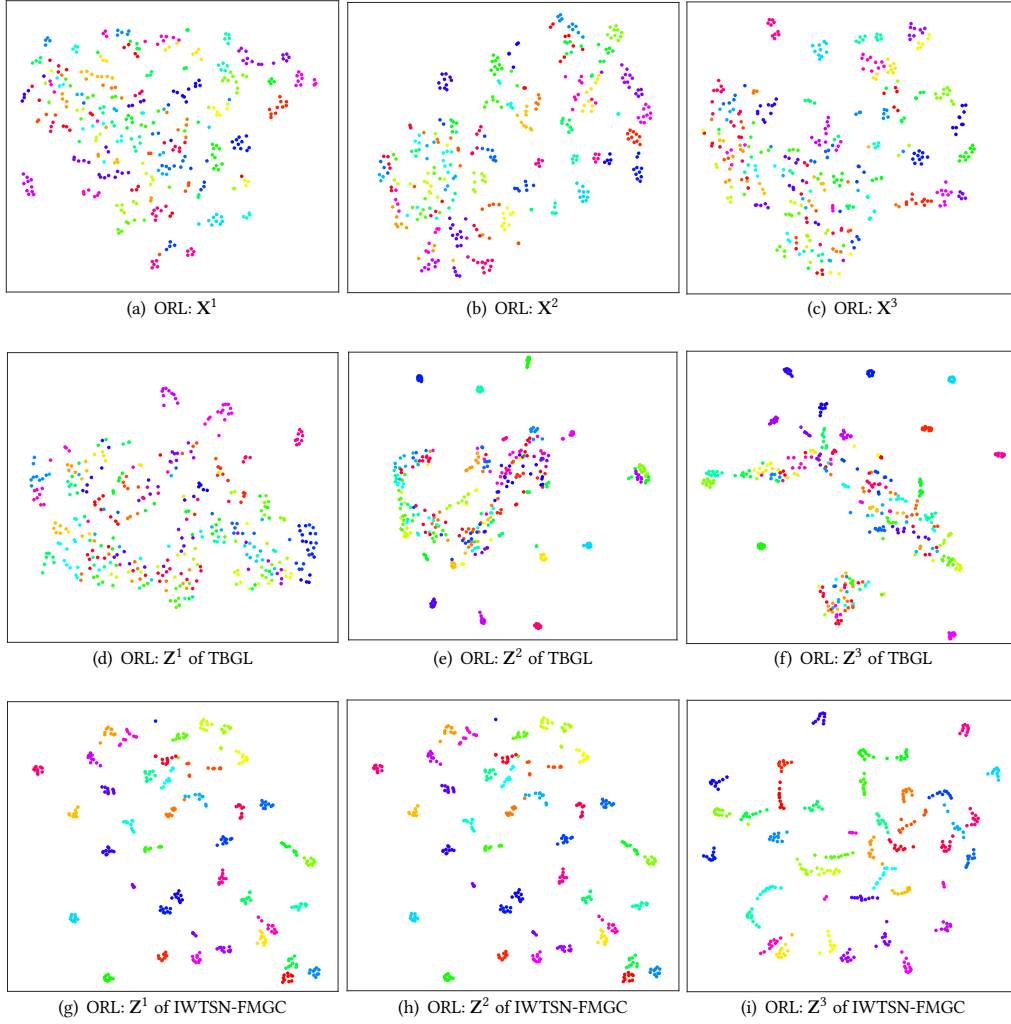 (a) ORL: X¹
(b) ORL: X²
(c) ORL: X³
(d) ORL: Z¹ of TBGL
(e) ORL: Z² of TBGL
(f) ORL: Z³ of TBGL
(g) ORL: Z¹ of IWTSN-FMGC
(h) ORL: Z² of IWTSN-FMGC
(i) ORL: Z³ of IWTSN-FMGC